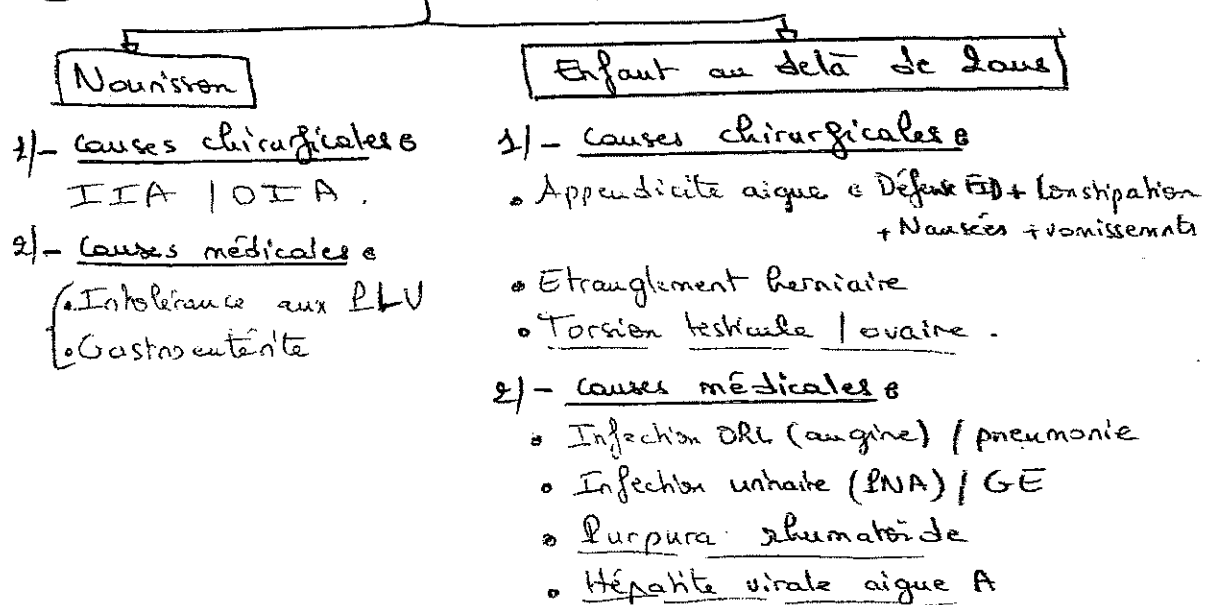 Nourisson
1/- causes chirurgicales :
IIA / OIA.
2/- Causes médicales :
• Intolérance aux PLV
• Gastroentérite
Enfant au delà de 2ans
1/- causes chirurgicales :
• Appendicite aigue : Défense FID + Constipation
+ Nausées + vomissemnts
• Etranglement herniaire
• Torsion testicule / ovaire.
2/- causes médicales :
• Infection ORL (angine) / pneumonie
• Infection urinaire (PNA) / GE
• Purpura rhumatoïde
• Hépatite virale aigue A